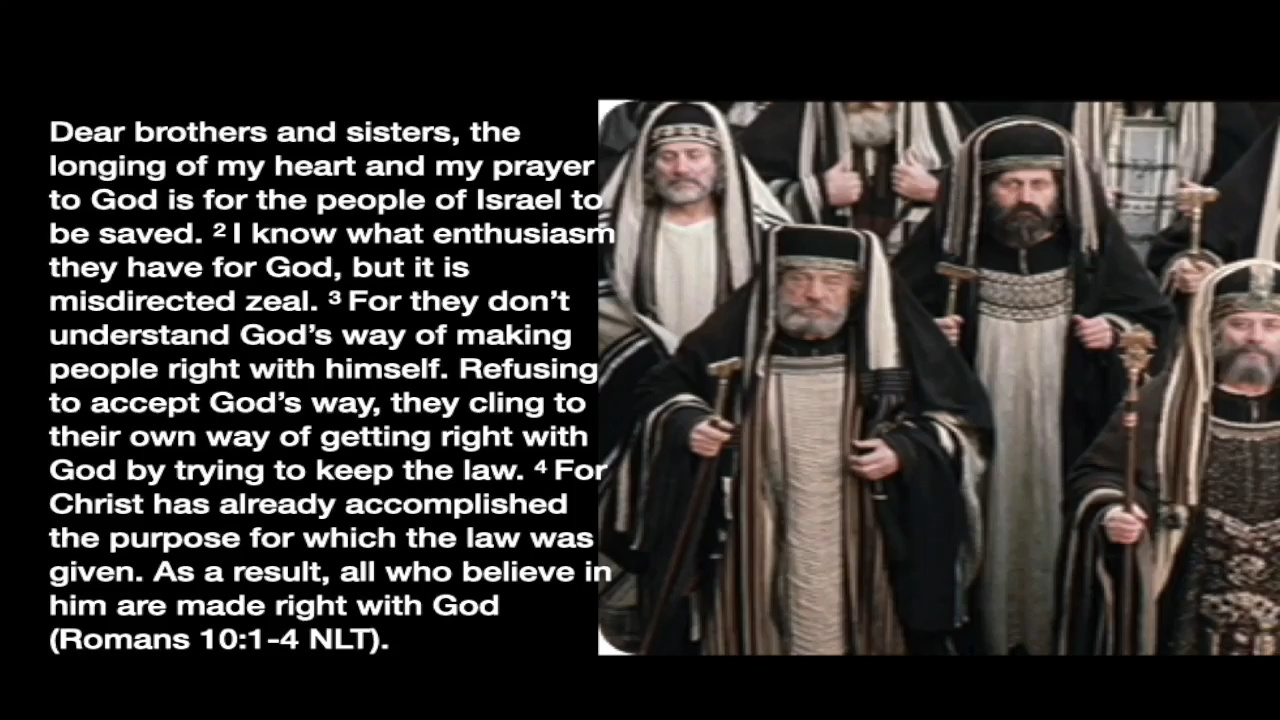 Dear brothers and sisters, the
longing of my heart and my prayer
to God is for the people of Israel to
be saved. ² I know what enthusiasm
they have for God, but it is
misdirected zeal. ³ For they don’t
understand God’s way of making
people right with himself. Refusing
to accept God’s way, they cling to
their own way of getting right with
God by trying to keep the law. ⁴ For
Christ has already accomplished
the purpose for which the law was
given. As a result, all who believe in
him are made right with God
(Romans 10:1-4 NLT).